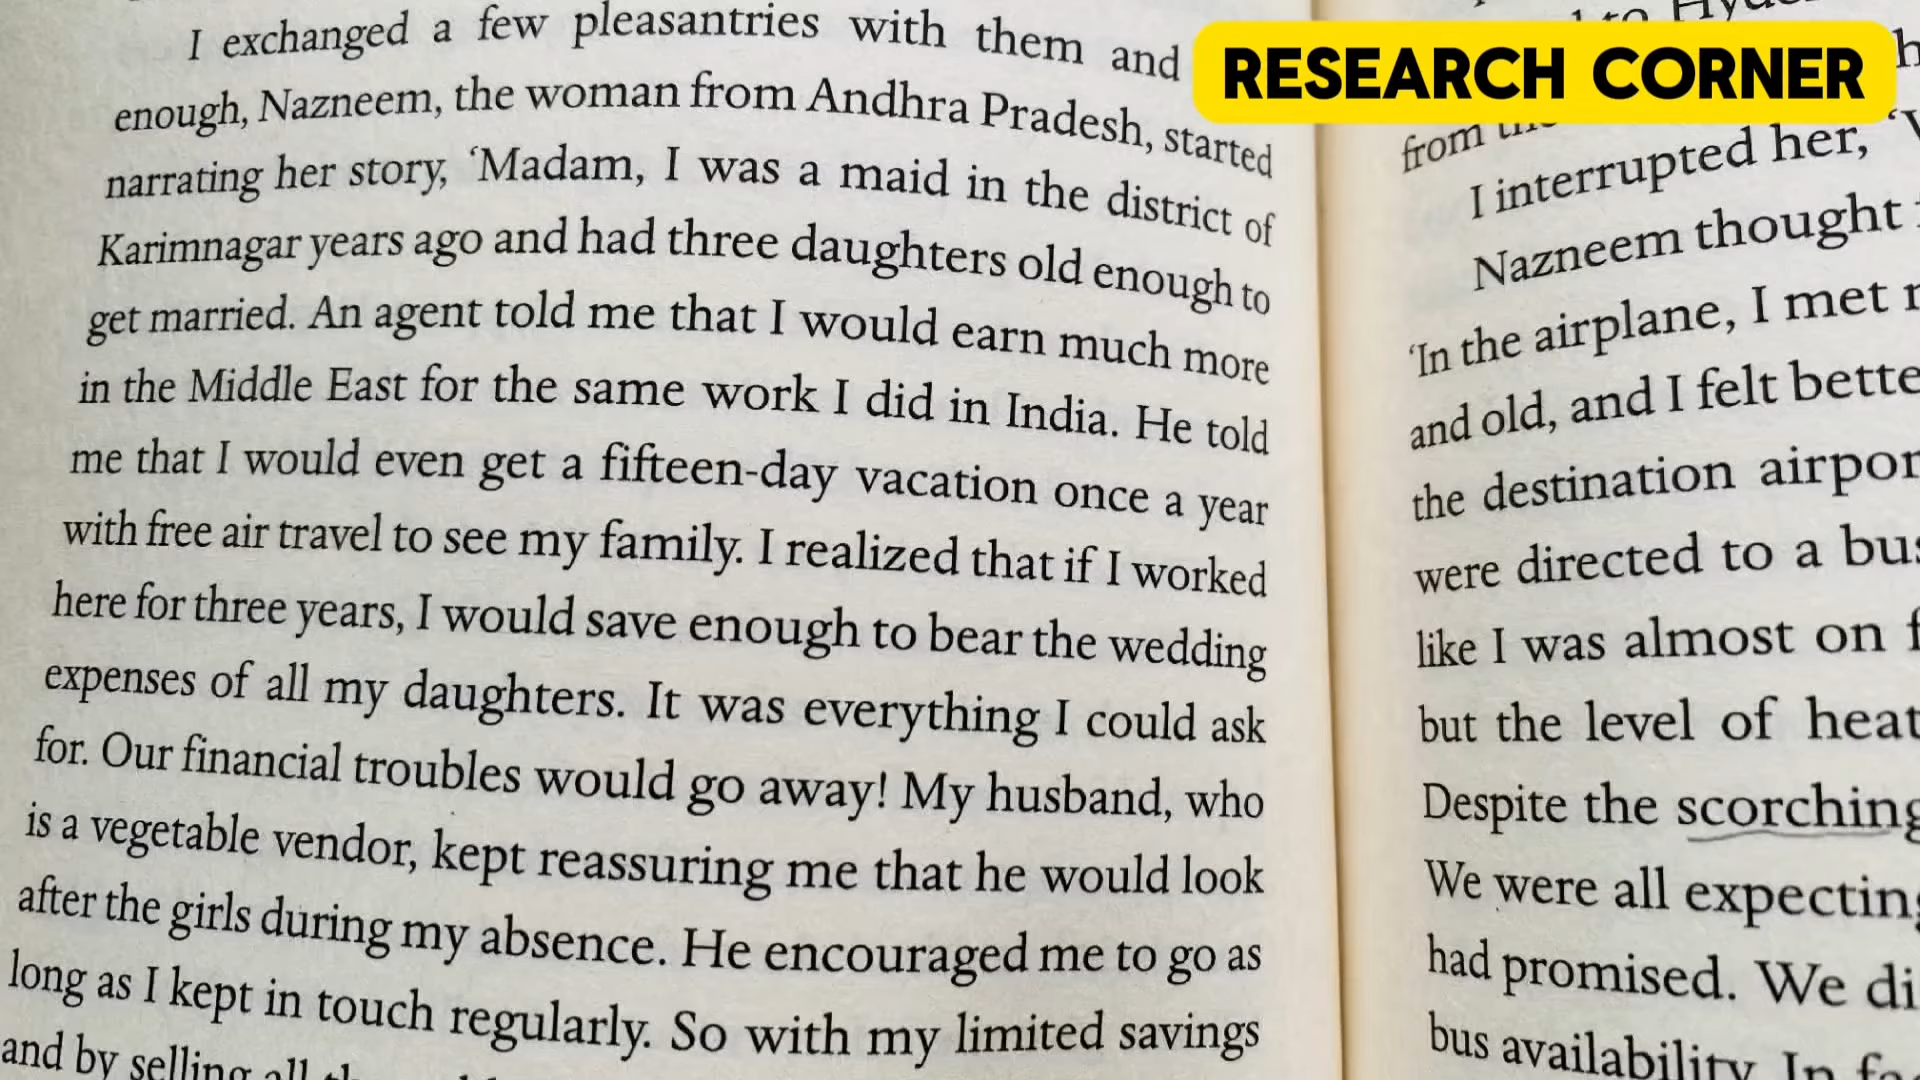 I exchanged a few pleasantries with them and
enough, Nazneem, the woman from Andhra Pradesh, started
narrating her story, ‘Madam, I was a maid in the district of
Karimnagar years ago and had three daughters old enough to
get married. An agent told me that I would earn much more
in the Middle East for the same work I did in India. He told
me that I would even get a fifteen-day vacation once a year
with free air travel to see my family. I realized that if I worked
here for three years, I would save enough to bear the wedding
expenses of all my daughters. It was everything I could ask
for. Our financial troubles would go away! My husband, who
is a vegetable vendor, kept reassuring me that he would look
after the girls during my absence. He encouraged me to go as
long as I kept in touch regularly. So with my limited savings
and by selling all
RESEARCH CORNER
to
from
I interrupted her,
Nazneem thought
‘In the airplane, I met
and old, and I felt
the destination
were directed to a
like I was almost on
but the level of heat
Despite the scorching
We were all
had promised. We
bus availability. In